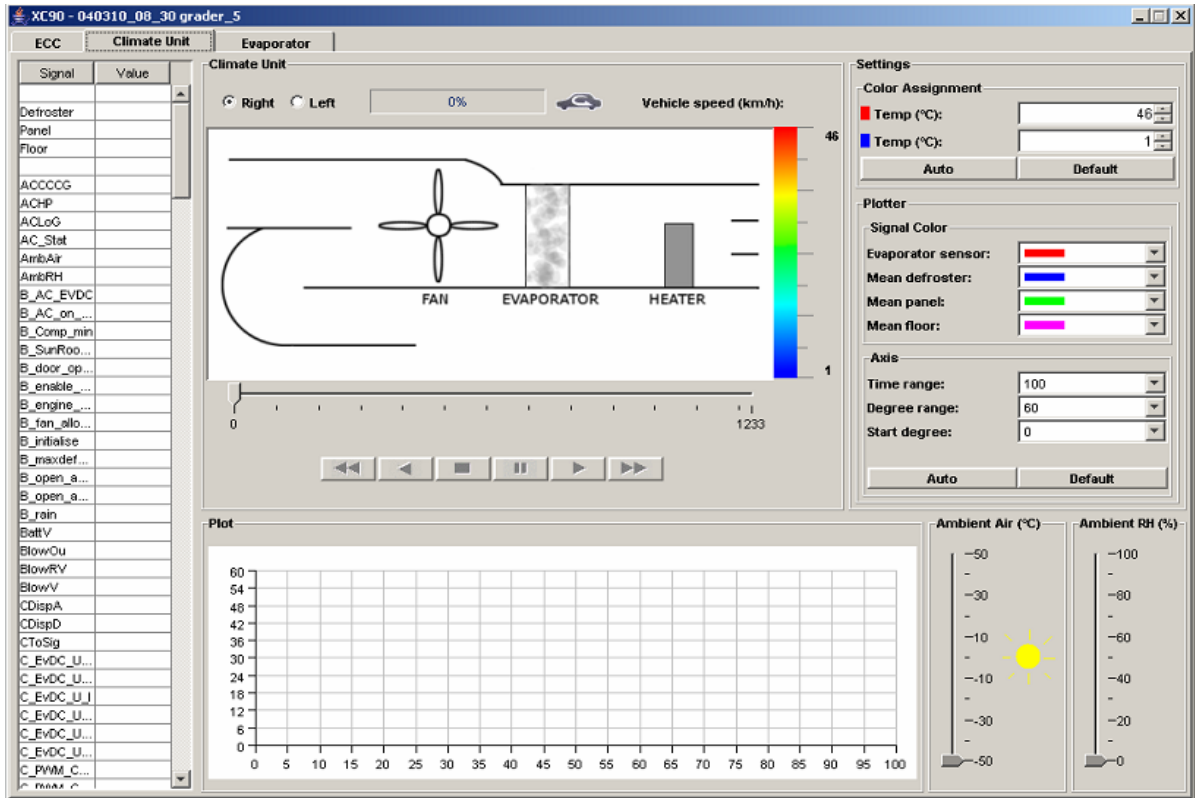 XC90 - 040310_08_30 grader_5
ECC Climate Unit Evaporator
Signal Value
Defroster
Panel
Floor
ACCCCG
ACHP
ACLoG
AC_Stat
AmbAir
AmbRH
B_AC_EVDC
B_AC_on_...
B_Comp_min
B_SunRoo...
B_door_op...
B_enable_...
B_engine_...
B_fan_allo...
B_initialise
B_maxdef...
B_open_a...
B_open_a...
B_rain
BattV
BlowOu
BlowRV
BlowV
CDispA
CDispD
CToSig
C_EvDC_U...
C_EvDC_U...
C_EvDC_U_I
C_EvDC_U...
C_EvDC_U...
C_EvDC_U...
C_PWM_C...
Climate Unit
Right Left 0% Vehicle speed (km/h):
46
FAN EVAPORATOR HEATER
1
0 1233
Settings
Color Assignment
Temp (°C): 46
Temp (°C): 1
Auto Default
Plotter
Signal Color
Evaporator sensor:
Mean defroster:
Mean panel:
Mean floor:
Axis
Time range: 100
Degree range: 60
Start degree: 0
Auto Default
Plot
60
54
48
42
36
30
24
18
12
6
0
0 5 10 15 20 25 30 35 40 45 50 55 60 65 70 75 80 85 90 95 100
Ambient Air (°C)
50
30
10
-10
-30
-50
Ambient RH (%)
100
80
60
40
20
0